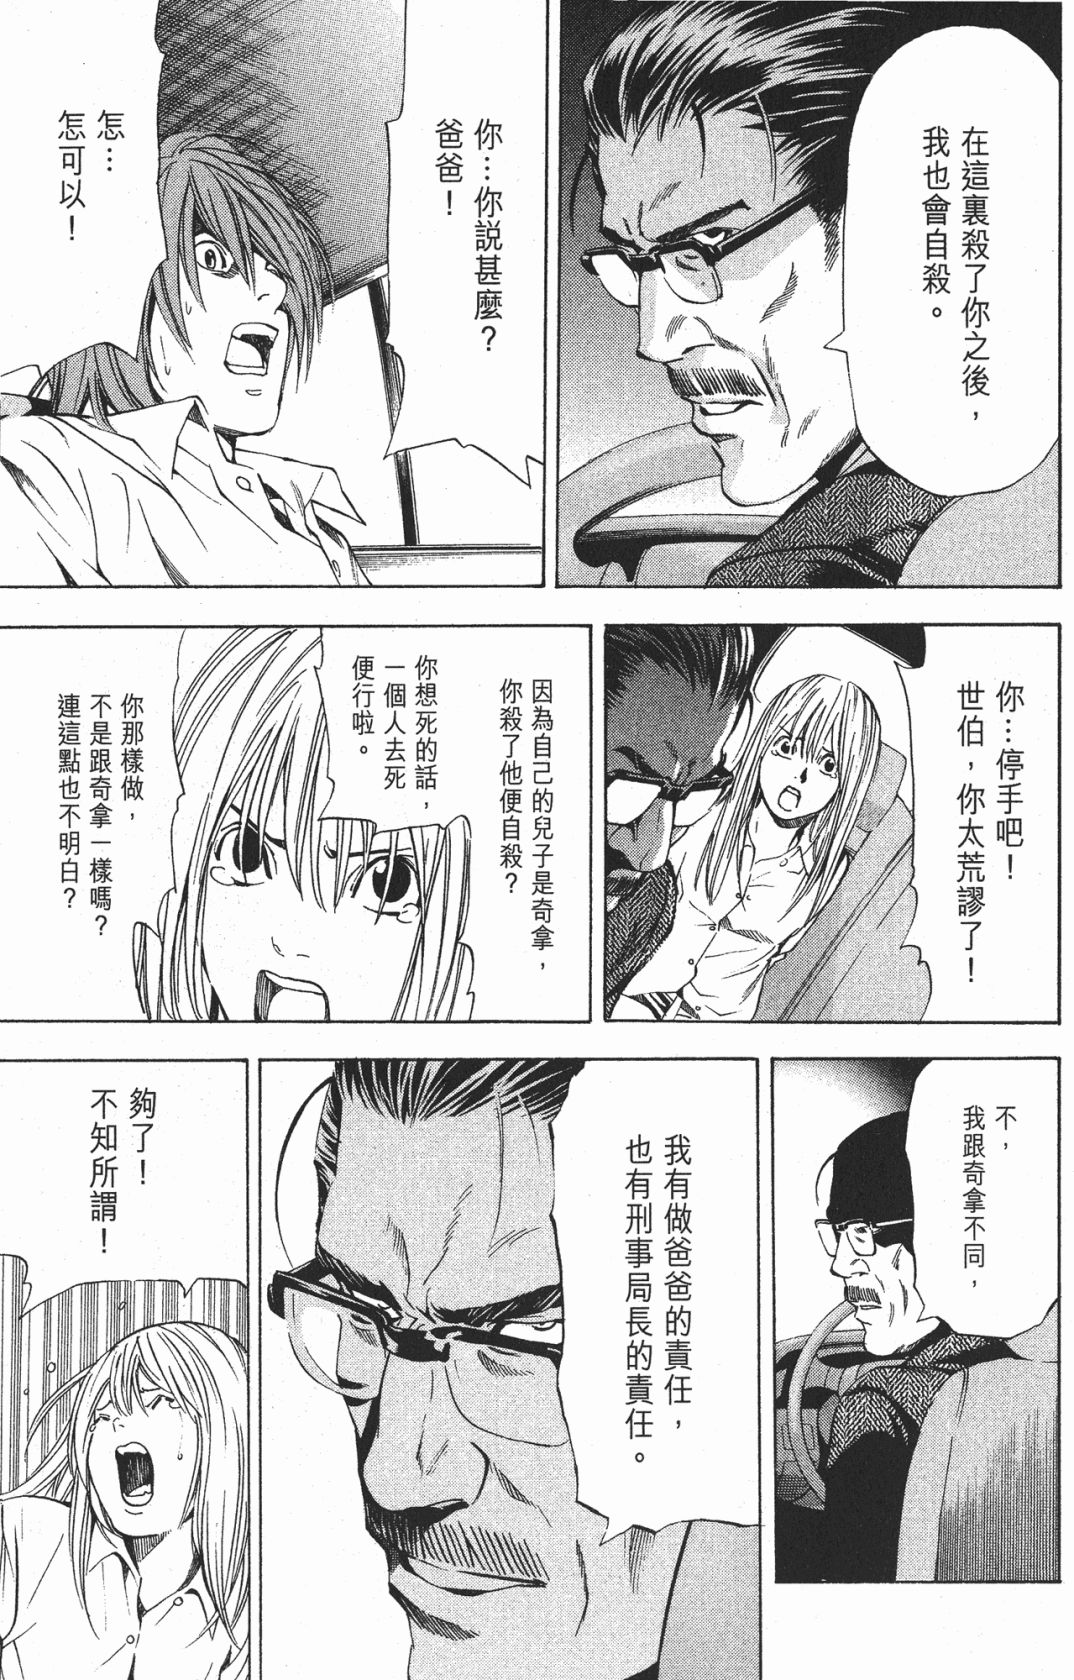 在這裏殺了你之後，
我也會自殺。
你…你説甚麼？
爸爸！
怎…
怎可以！
你…停手吧！
世伯，你太荒謬了！
因為自己的兒子是奇拿，
你殺了他便自殺？
你想死的話，
一個人去死
便行啦。
你那樣做，
不是跟奇拿一樣嗎？
連這點也不明白？
不，
我跟奇拿不同，
我有做爸爸的責任，
也有刑事局長的責任。
夠了！
不知所謂！